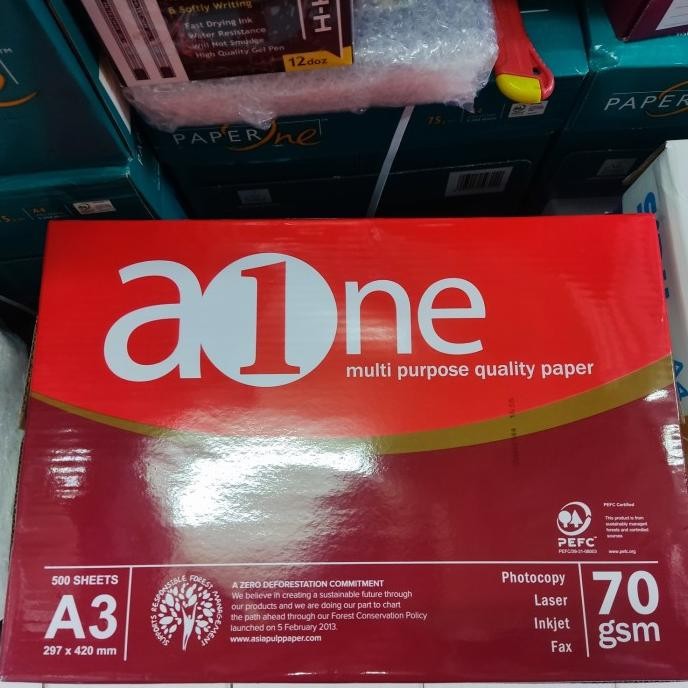 & Softly Writing
Fast Drying Ink
Water Resistance
Will Not Smudge
High Quality Gel Pen
12doz
PAPEROne
PAPER
A4
A4
a1ne
multi purpose quality paper
PEFC Certified
This product is from
sustainably managed
forests and controlled
sources
PEFC
www.pefc.org
500 SHEETS
A3
297 x 420 mm
SUPPORTS RESPONSIBLE FOREST MANAGEMENT
A ZERO DEFORESTATION COMMITMENT
We believe in creating a sustainable future through
our products and we are doing our part to chart
the path ahead through our Forest Conservation Policy
launched on 5 February 2013.
www.asiapulppaper.com
Photocopy
Laser
Inkjet
Fax
70
gsm